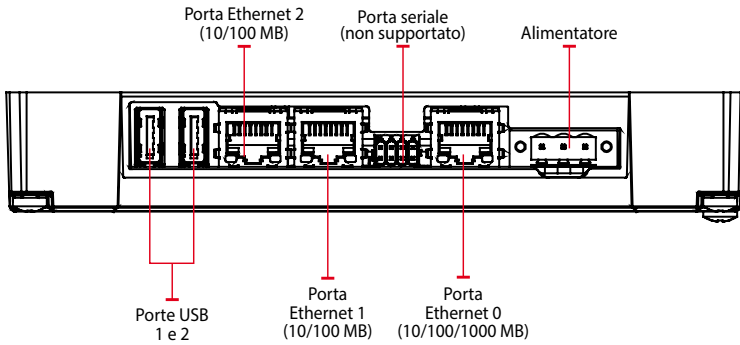 Porta Ethernet 2
(10/100 MB)
Porta seriale
(non supportato)
Alimentatore
Porte USB
1 e 2
Porta
Ethernet 1
(10/100 MB)
Porta
Ethernet 0
(10/100/1000 MB)